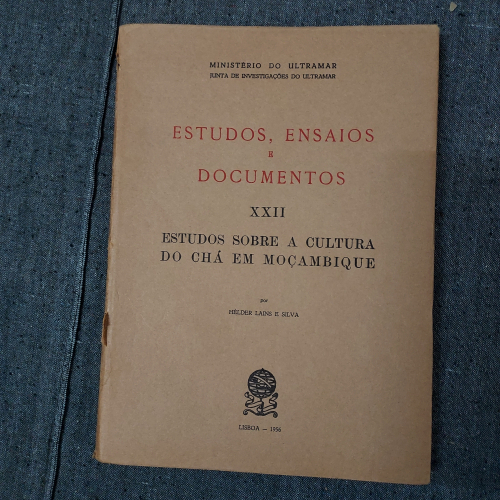 MINISTÉRIO DO ULTRAMAR
JUNTA DE INVESTIGAÇÕES DO ULTRAMAR
ESTUDOS, ENSAIOS
E
DOCUMENTOS
XXII
ESTUDOS SOBRE A CULTURA
DO CHÁ EM MOÇAMBIQUE
por
HÉLDER LAINS E SILVA
LISBOA — 1956